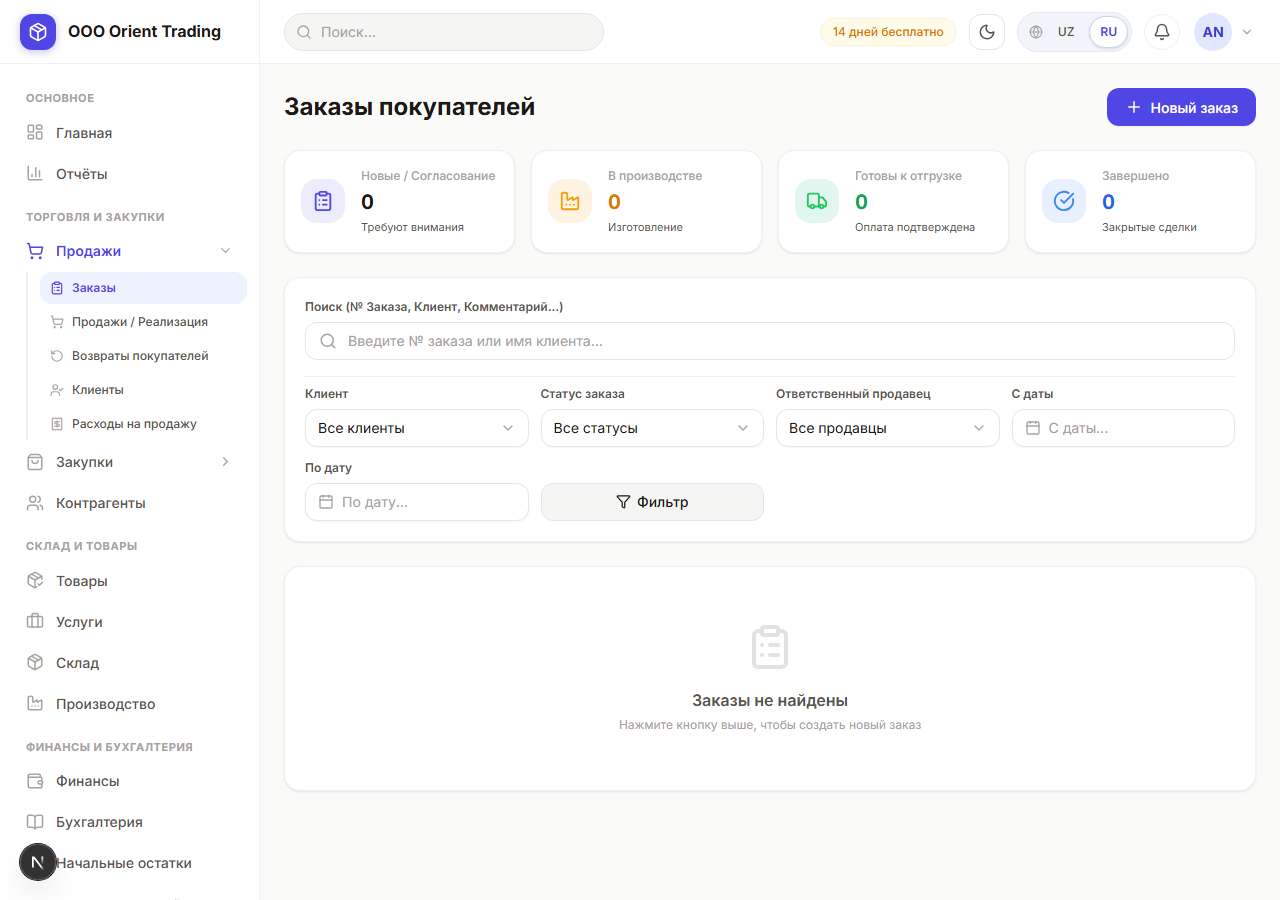 OOO Orient Trading
Поиск...
14 дней бесплатно
UZ
RU
AN
ОСНОВНОЕ
Главная
Отчёты
ТОРГОВЛЯ И ЗАКУПКИ
Продажи
Заказы
Продажи / Реализация
Возвраты покупателей
Клиенты
Расходы на продажу
Закупки
Контрагенты
СКЛАД И ТОВАРЫ
Товары
Услуги
Склад
Производство
ФИНАНСЫ И БУХГАЛТЕРИЯ
Финансы
Бухгалтерия
N
Начальные остатки
Заказы покупателей
Новый заказ
Новые / Согласование
0
Требуют внимания
В производстве
0
Изготовление
Готовы к отгрузке
0
Оплата подтверждена
Завершено
0
Закрытые сделки
Поиск (№ Заказа, Клиент, Комментарий...)
Введите № заказа или имя клиента...
Клиент
Все клиенты
Статус заказа
Все статусы
Ответственный продавец
Все продавцы
С даты
С даты...
По дату
По дату...
Фильтр
Заказы не найдены
Нажмите кнопку выше, чтобы создать новый заказ